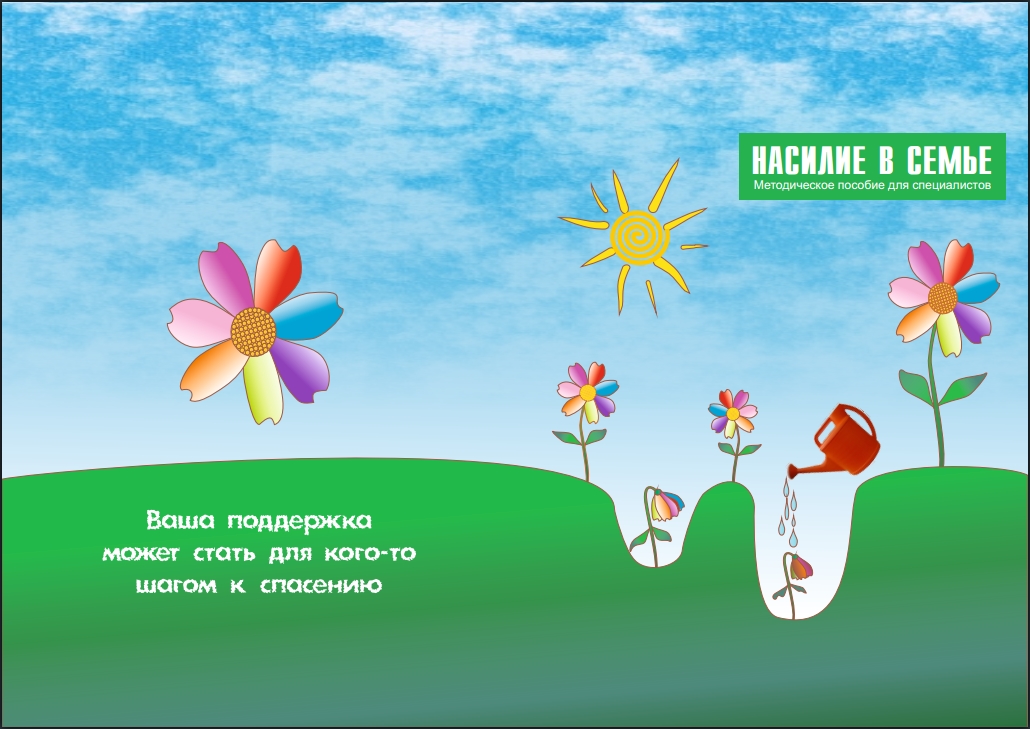 НАСИЛИЕ В СЕМЬЕ
Методическое пособие для специалистов
Ваша поддержка
может стать для кого-то
шагом к спасению